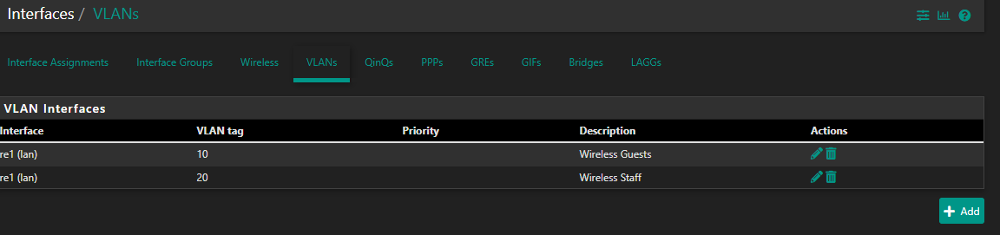 Interfaces / VLANs
Interface Assignments Interface Groups Wireless VLANs QinQs PPPs GREs GIFs Bridges LAGGs
VLAN Interfaces
Interface VLAN tag Priority Description Actions
re1 (lan) 10 Wireless Guests
re1 (lan) 20 Wireless Staff
+ Add